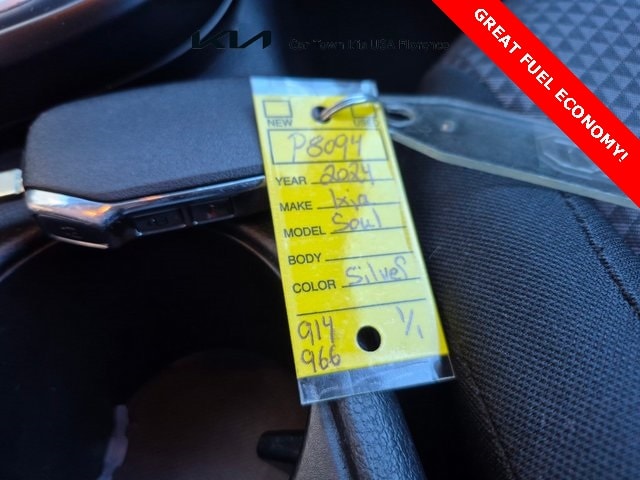 KIA Car Town Kia USA Florence
GREAT FUEL ECONOMY!
NEW
P8094
YEAR 2024
MAKE Kia
MODEL Soul
BODY
COLOR Silver
914 1/1
966